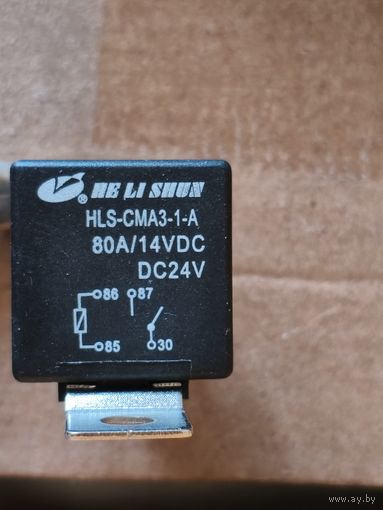 ® HE LI SHUN
HLS-CMA3-1-A
80A/14VDC
DC24V
86 87
85 30
www.ay.by